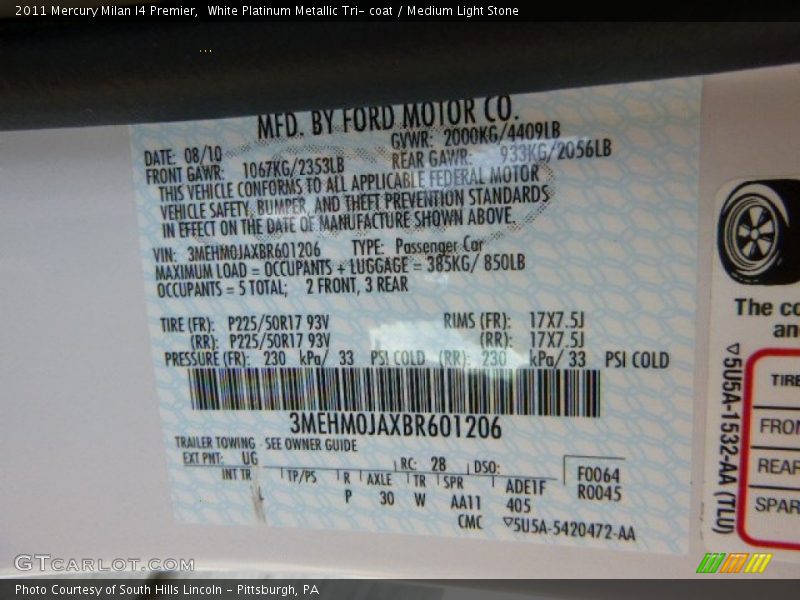 2011 Mercury Milan I4 Premier,  White Platinum Metallic Tri- coat / Medium Light Stone
MFD. BY FORD MOTOR CO.
DATE: 08/10 GVWR: 2000KG/4409LB
FRONT GAWR: 1067KG/2353LB REAR GAWR: 933KG/2056LB
THIS VEHICLE CONFORMS TO ALL APPLICABLE FEDERAL MOTOR
VEHICLE SAFETY, BUMPER, AND THEFT PREVENTION STANDARDS
IN EFFECT ON THE DATE OF MANUFACTURE SHOWN ABOVE.
VIN: 3MEHM0JAXBR601206 TYPE: Passenger Car
MAXIMUM LOAD = OCCUPANTS + LUGGAGE = 385KG/ 850LB
OCCUPANTS = 5 TOTAL; 2 FRONT, 3 REAR
TIRE (FR): P225/50R17 93V RIMS (FR): 17X7.5J
(RR): P225/50R17 93V (RR): 17X7.5J
PRESSURE (FR): 230 kPa/ 33 PSI COLD (RR): 230 kPa/ 33 PSI COLD
3MEHM0JAXBR601206
TRAILER TOWING - SEE OWNER GUIDE
EXT PNT: UG RC: 28 DSO: F0064
INT TR TP/PS R AXLE TR SPR ADE1F R0045
P 30 W AA11 405
CMC ▽5U5A-5420472-AA
The
an
▽5U5A-1532-AA (TLU)
TIRE
FRON
REAR
SPAR
GTCarLot.com
Photo Courtesy of South Hills Lincoln - Pittsburgh, PA